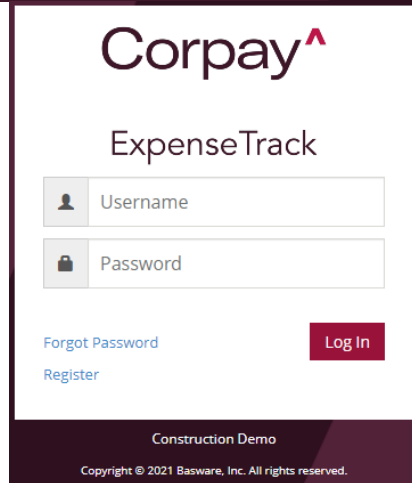 Corpay^
ExpenseTrack
Username
Password
Forgot Password
Log In
Register
Construction Demo
Copyright © 2021 Basware, Inc. All rights reserved.